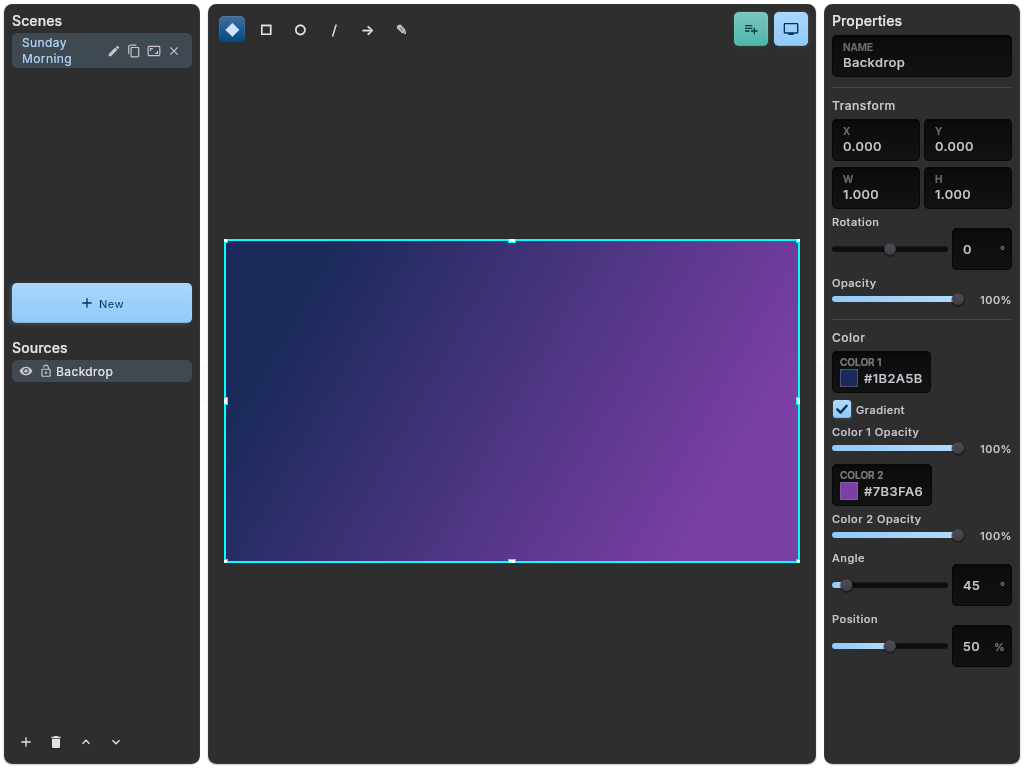 Scenes
Sunday
Morning
New
Sources
Backdrop
Properties
NAME
Backdrop
Transform
X
0.000
Y
0.000
W
1.000
H
1.000
Rotation
0 °
Opacity
100%
Color
COLOR 1
#1B2A5B
Gradient
Color 1 Opacity
100%
COLOR 2
#7B3FA6
Color 2 Opacity
100%
Angle
45 °
Position
50 %